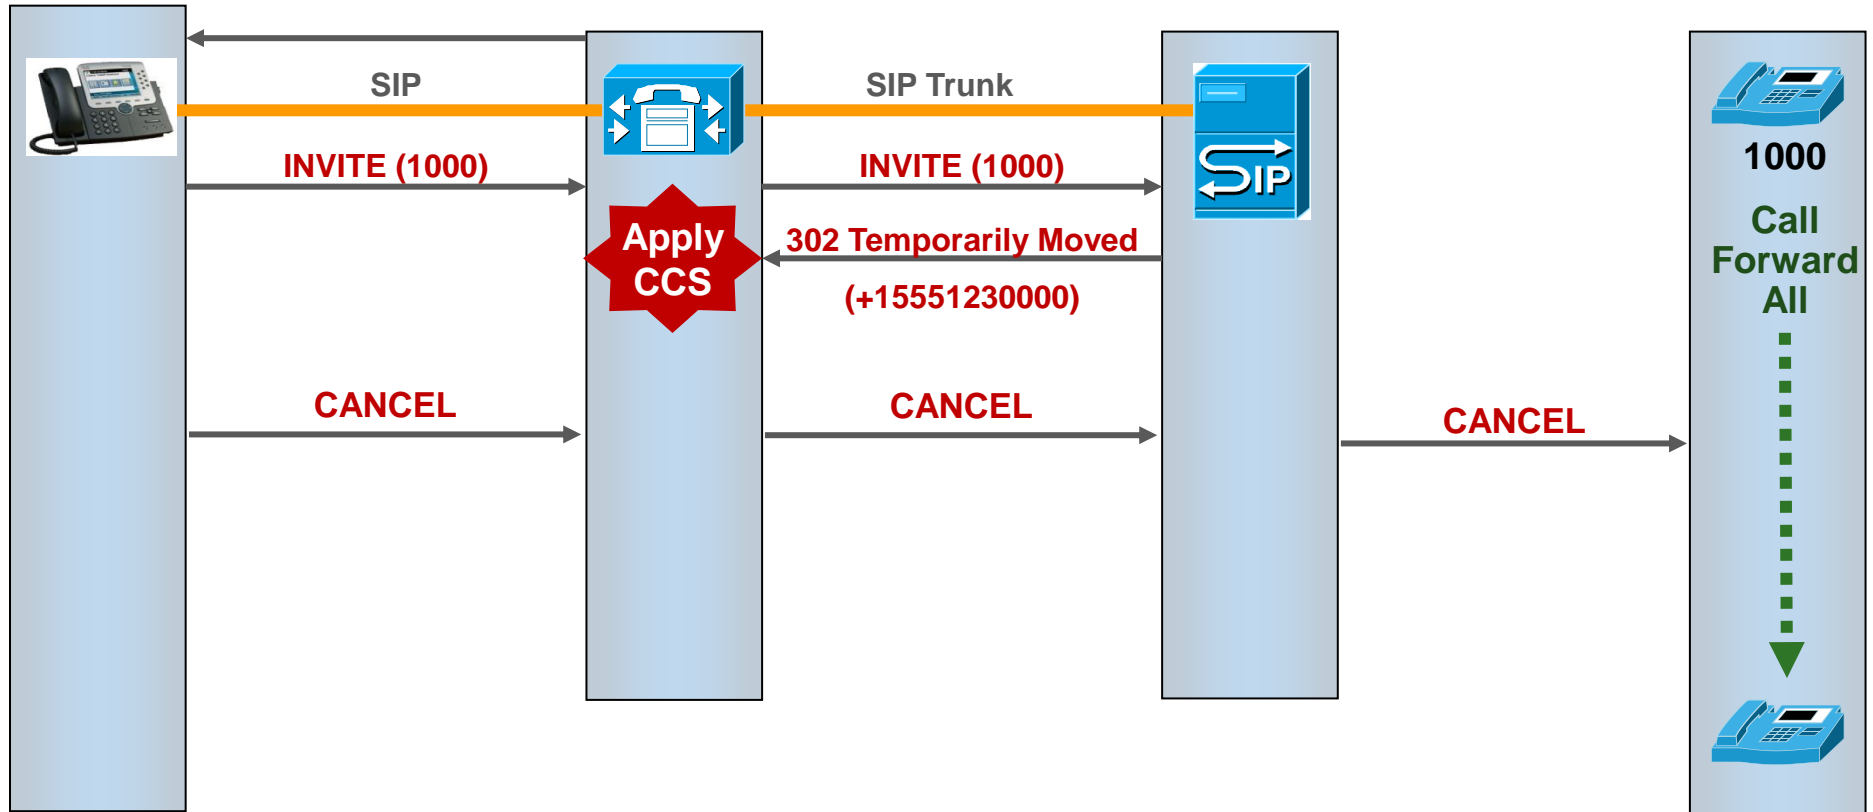 SIP
SIP Trunk
INVITE (1000)
INVITE (1000)
SIP
1000
Apply
CCS
302 Temporarily Moved
(+15551230000)
Call
Forward
All
CANCEL
CANCEL
CANCEL